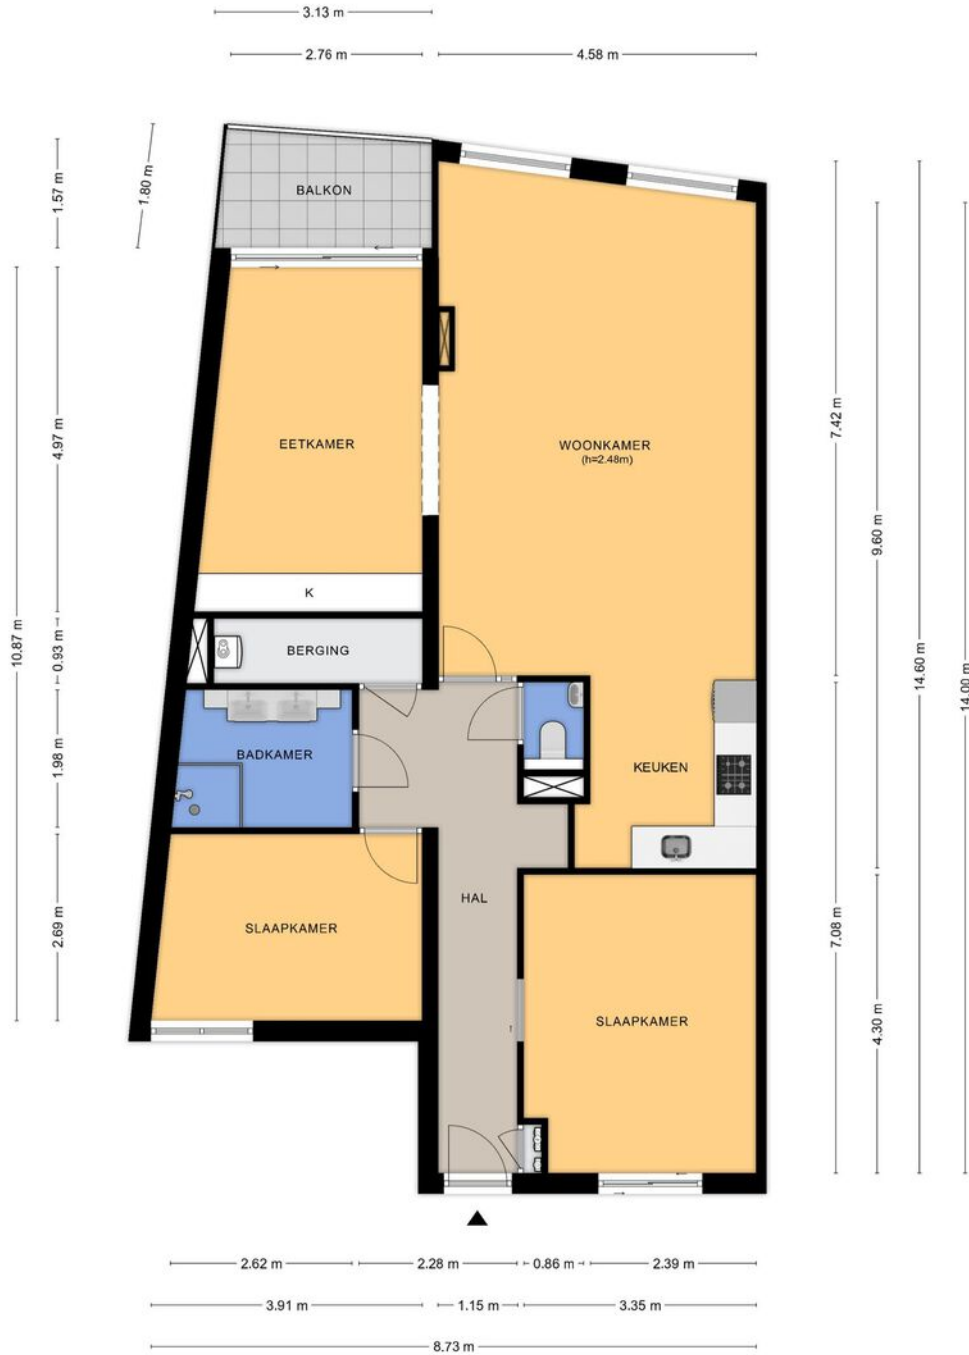 3.13 m
2.76 m
4.58 m
1.57 m
1.80 m
BALKON
4.97 m
EETKAMER
WOONKAMER
(h=2.48m)
7.42 m
9.60 m
14.60 m
14.00 m
10.87 m
K
0.93 m
BERGING
1.98 m
BADKAMER
KEUKEN
2.69 m
SLAAPKAMER
HAL
7.08 m
SLAAPKAMER
4.30 m
2.62 m
2.28 m
0.86 m
2.39 m
3.91 m
1.15 m
3.35 m
8.73 m